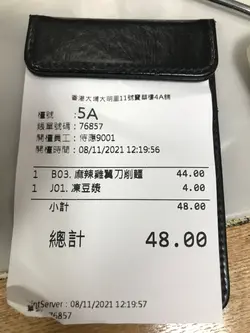 香港大埔大明里11號寶華樓4A舖
檯號 :5A
帳單號碼:76857
開檯員工:侍應9001
開檯時間:08/11/2021 12:19:56
1 B03. 麻辣雞翼刀削麵 44.00
1 J01. 凍豆漿 4.00
小計 48.00
總計 48.00
ntServer : 08/11/2021 12:19:57
76857